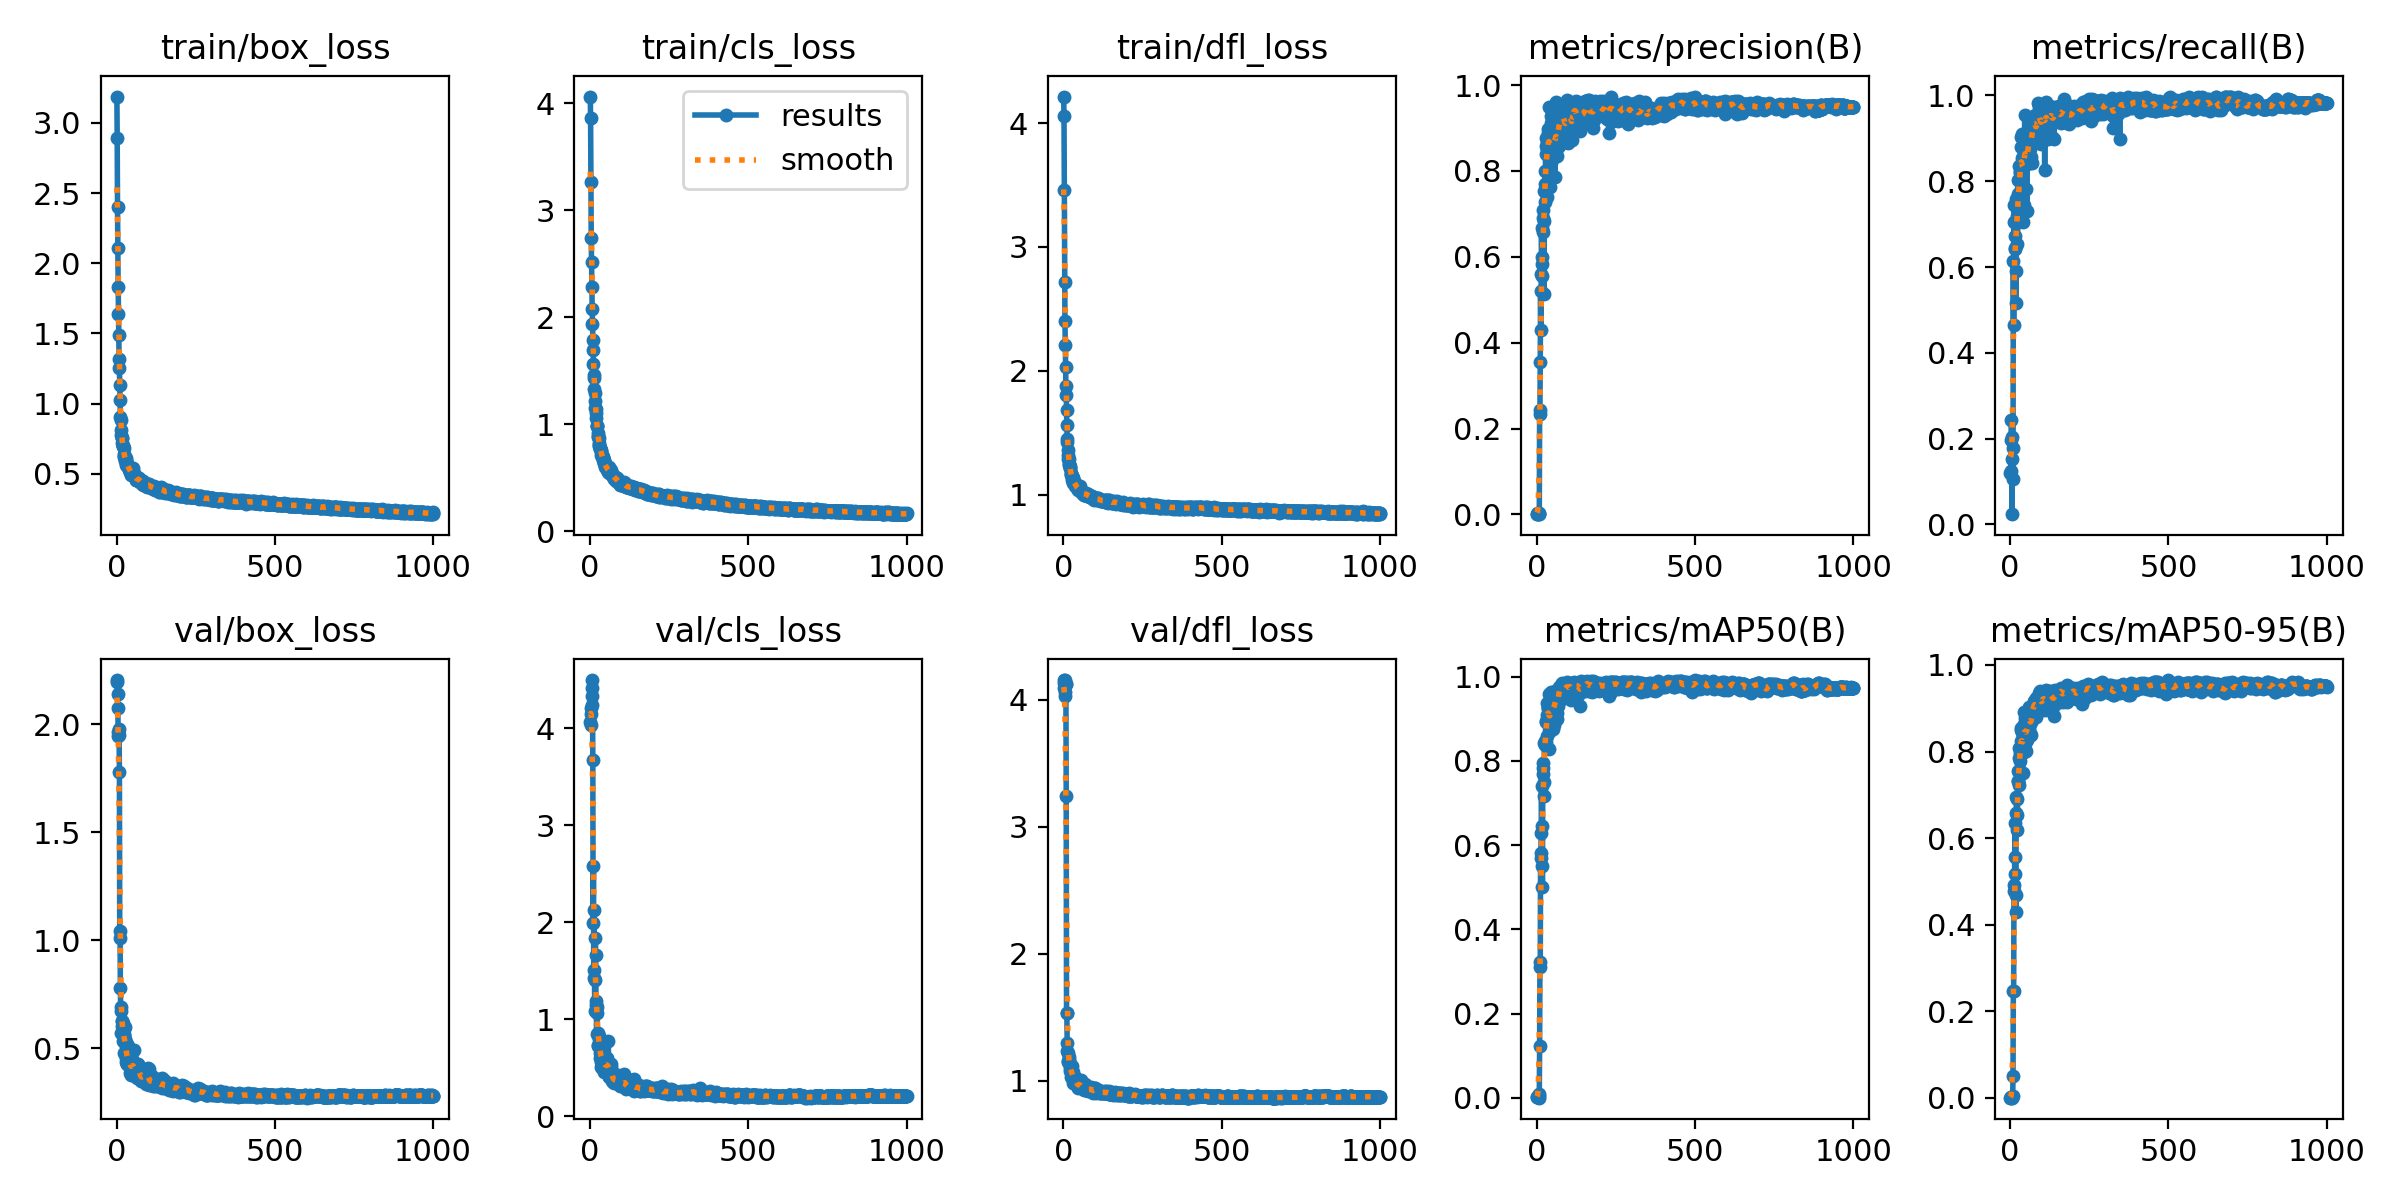 train/box_loss
3.0
2.5
2.0
1.5
1.0
0.5
0 500 1000
train/cls_loss
results
smooth
4
3
2
1
0
0 500 1000
train/dfl_loss
4
3
2
1
0 500 1000
metrics/precision(B)
1.0
0.8
0.6
0.4
0.2
0.0
0 500 1000
metrics/recall(B)
1.0
0.8
0.6
0.4
0.2
0.0
0 500 1000
val/box_loss
2.0
1.5
1.0
0.5
0 500 1000
val/cls_loss
4
3
2
1
0
0 500 1000
val/dfl_loss
4
3
2
1
0 500 1000
metrics/mAP50(B)
1.0
0.8
0.6
0.4
0.2
0.0
0 500 1000
metrics/mAP50-95(B)
1.0
0.8
0.6
0.4
0.2
0.0
0 500 1000